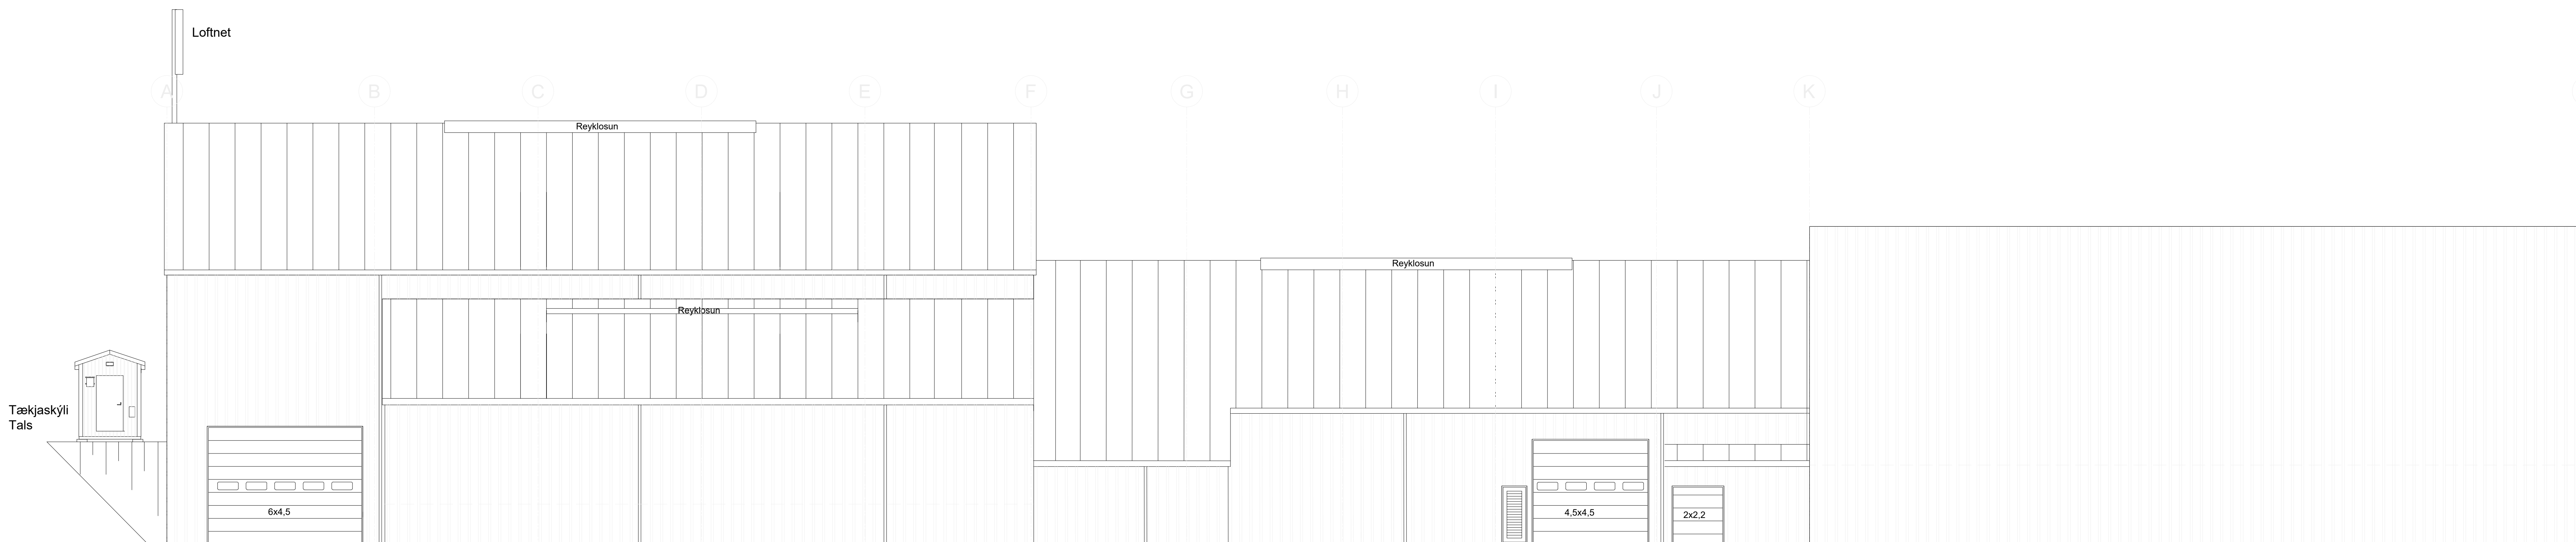 Loftnet
A B C D E F G H I J K
Reyklosun
Reyklosun
Reyklosun
Tækjaskýli
Tals
6x4,5
4,5x4,5
2x2,2